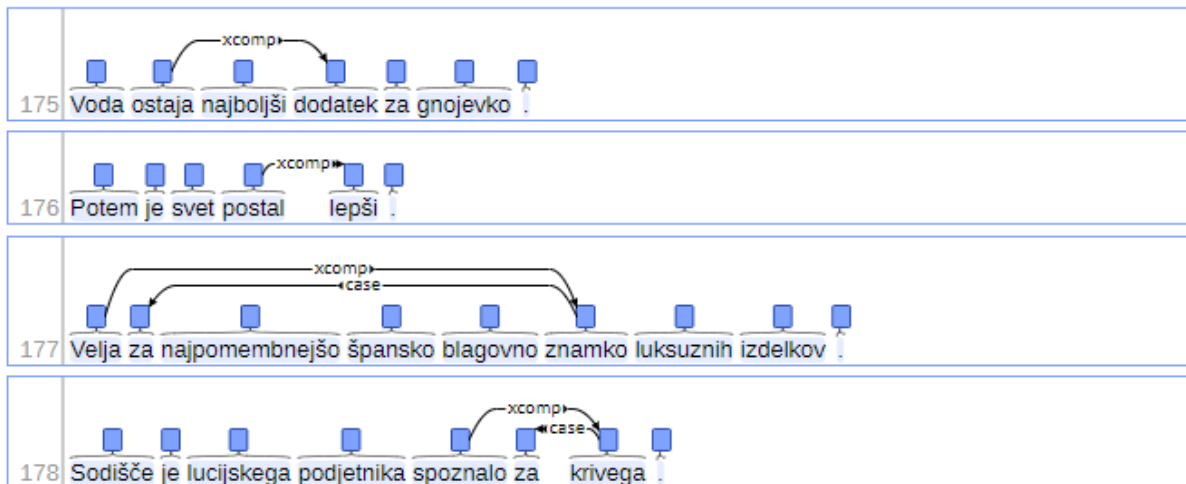 xcomp
175 Voda ostaja najboljši dodatek za gnojevko .
xcomp
176 Potem je svet postal lepši .
xcomp
case
177 Velja za najpomembnejšo špansko blagovno znamko luksuznih izdelkov .
xcomp
case
178 Sodišče je lucijskega podjetnika spoznalo za krivega .